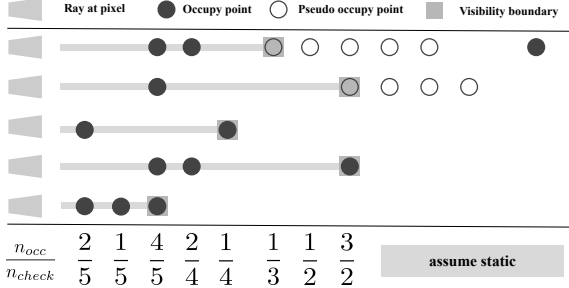 Ray at pixel Occupy point Pseudo occupy point Visibility boundary
n_occ/n_check 2/5 1/5 4/5 2/4 1/4 1/3 1/2 3/2 assume static